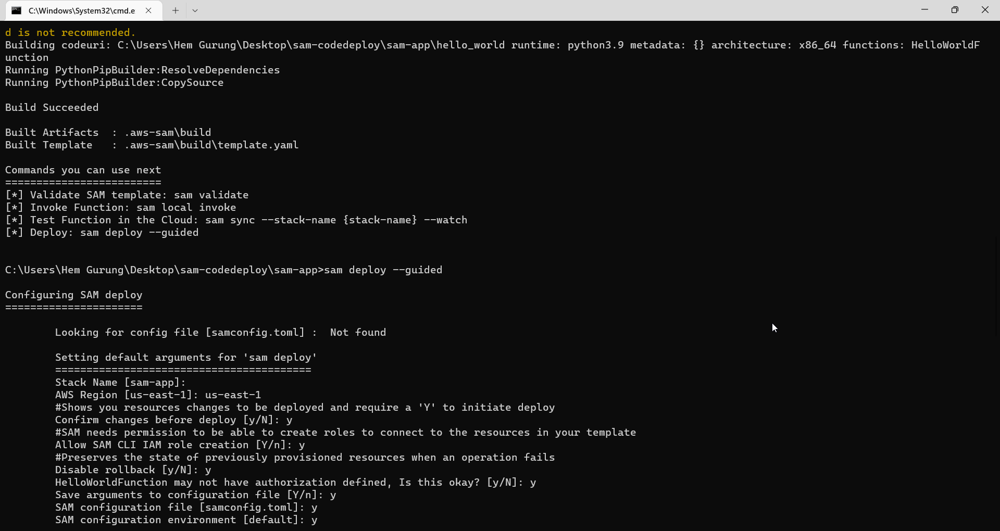 C:\Windows\System32\cmd.e
d is not recommended.
Building codeuri: C:\Users\Hem Gurung\Desktop\sam-codedeploy\sam-app\hello_world runtime: python3.9 metadata: {} architecture: x86_64 functions: HelloWorldF
unction
Running PythonPipBuilder:ResolveDependencies
Running PythonPipBuilder:CopySource
Build Succeeded
Built Artifacts  : .aws-sam\build
Built Template   : .aws-sam\build\template.yaml
Commands you can use next
=========================
[*] Validate SAM template: sam validate
[*] Invoke Function: sam local invoke
[*] Test Function in the Cloud: sam sync --stack-name {stack-name} --watch
[*] Deploy: sam deploy --guided
C:\Users\Hem Gurung\Desktop\sam-codedeploy\sam-app>sam deploy --guided
Configuring SAM deploy
======================
Looking for config file [samconfig.toml] :  Not found
Setting default arguments for 'sam deploy'
=========================================
Stack Name [sam-app]:
AWS Region [us-east-1]: us-east-1
#Shows you resources changes to be deployed and require a 'Y' to initiate deploy
Confirm changes before deploy [y/N]: y
#SAM needs permission to be able to create roles to connect to the resources in your template
Allow SAM CLI IAM role creation [Y/n]: y
#Preserves the state of previously provisioned resources when an operation fails
Disable rollback [y/N]: y
HelloWorldFunction may not have authorization defined, Is this okay? [y/N]: y
Save arguments to configuration file [Y/n]: y
SAM configuration file [samconfig.toml]: y
SAM configuration environment [default]: y